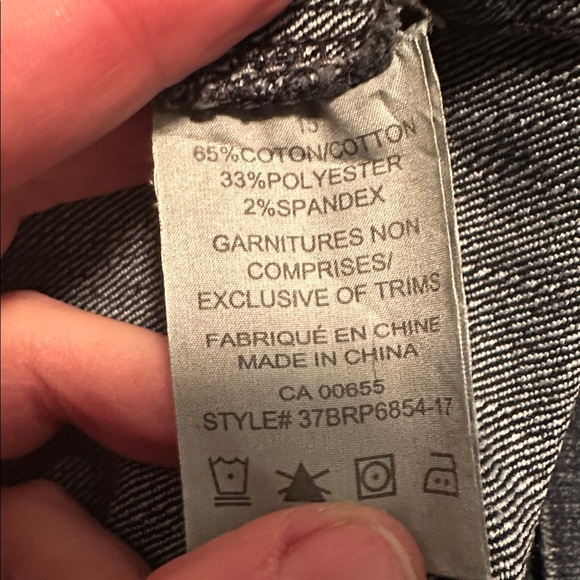 65%COTON/COTTON
33%POLYESTER
2%SPANDEX
GARNITURES NON
COMPRISES/
EXCLUSIVE OF TRIMS
FABRIQUÉ EN CHINE
MADE IN CHINA
CA 00655
STYLE# 37BRP6854-17